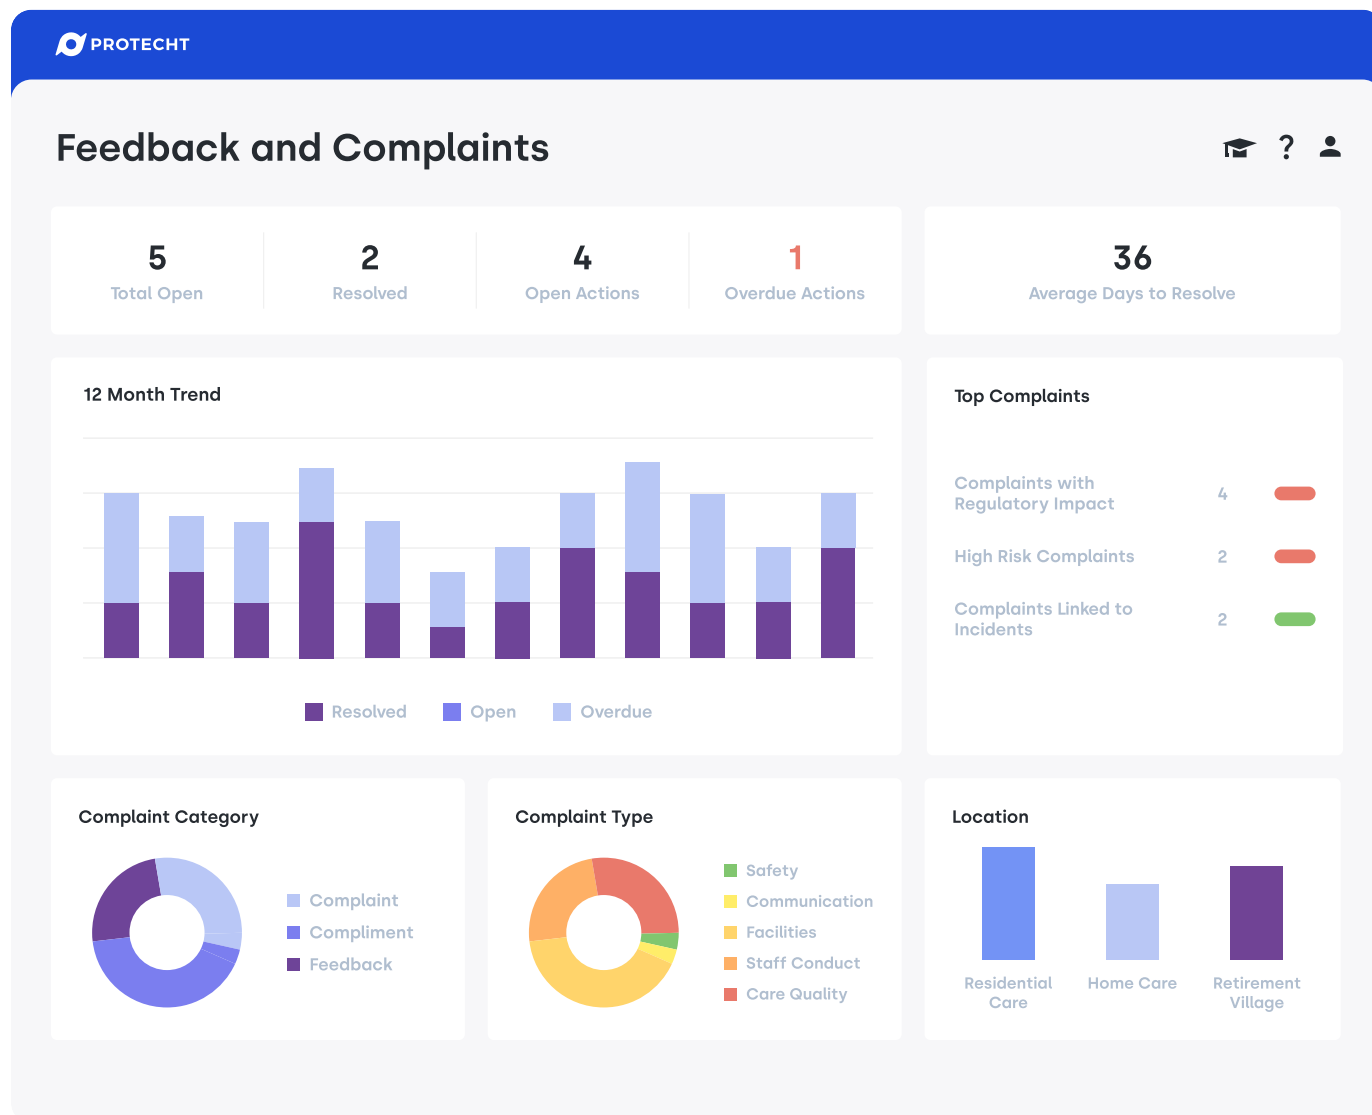 PROTECHT
Feedback and Complaints
?
5
Total Open
2
Resolved
4
Open Actions
1
Overdue Actions
36
Average Days to Resolve
12 Month Trend
Resolved
Open
Overdue
Top Complaints
Complaints with
Regulatory Impact
4
High Risk Complaints
2
Complaints Linked to
Incidents
2
Complaint Category
Complaint
Compliment
Feedback
Complaint Type
Safety
Communication
Facilities
Staff Conduct
Care Quality
Location
Residential
Care
Home Care
Retirement
Village